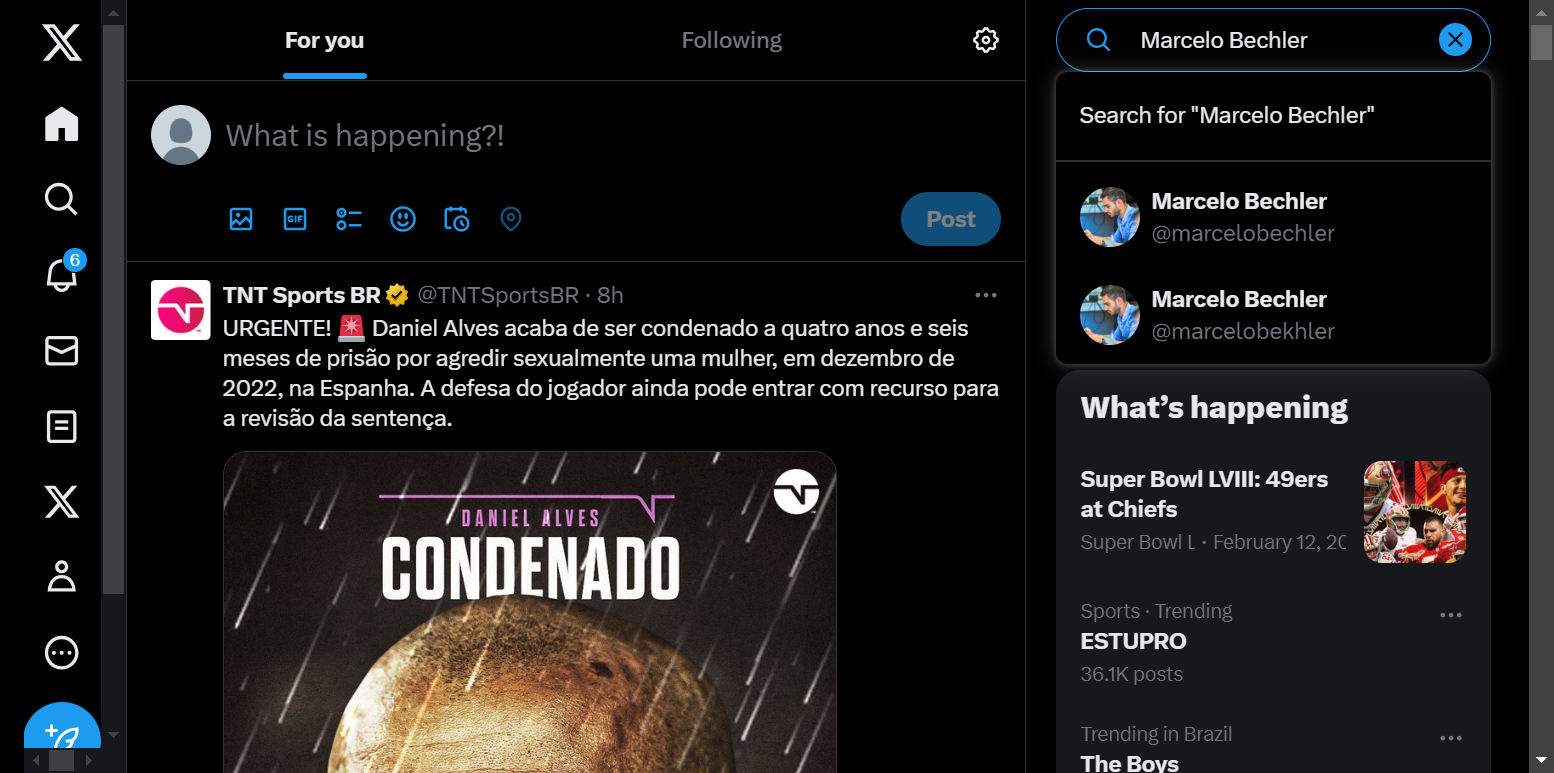 For you
Following
What is happening?!
GIF
Post
6
TNT Sports BR @TNTSportsBR · 8h
URGENTE! 🚨 Daniel Alves acaba de ser condenado a quatro anos e seis
meses de prisão por agredir sexualmente uma mulher, em dezembro de
2022, na Espanha. A defesa do jogador ainda pode entrar com recurso para
a revisão da sentença.
DANIEL ALVES
CONDENADO
Marcelo Bechler
Search for "Marcelo Bechler"
Marcelo Bechler
@marcelobechler
Marcelo Bechler
@marcelobekhler
What's happening
Super Bowl LVIII: 49ers
at Chiefs
Super Bowl L · February 12, 20
Sports · Trending
ESTUPRO
36.1K posts
Trending in Brazil
The Boys